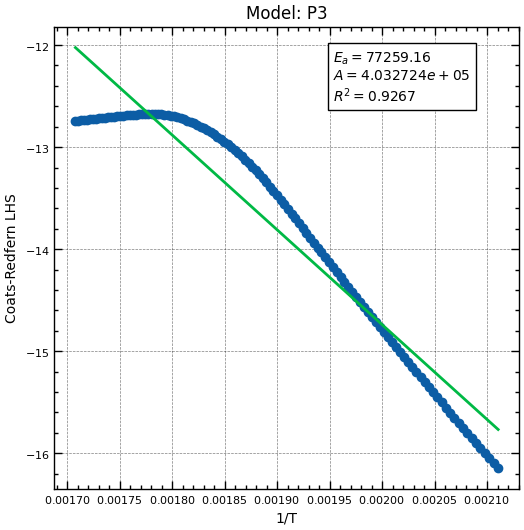 Model: P3
E_a = 77259.16
A = 4.032724e + 05
R^2 = 0.9267
Coats-Redfern LHS
−12
−13
−14
−15
−16
0.00170 0.00175 0.00180 0.00185 0.00190 0.00195 0.00200 0.00205 0.00210
1/T